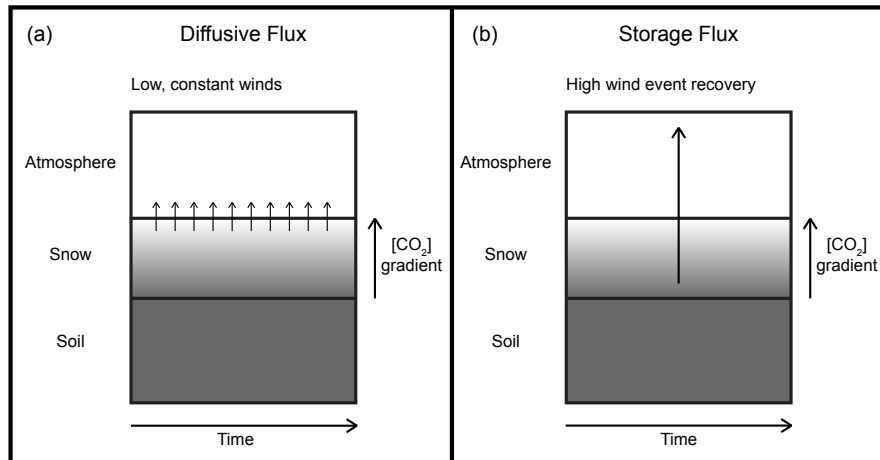 (a)
Diffusive Flux
Low, constant winds
Atmosphere
Snow
[CO₂]
gradient
Soil
Time
(b)
Storage Flux
High wind event recovery
Atmosphere
Snow
[CO₂]
gradient
Soil
Time